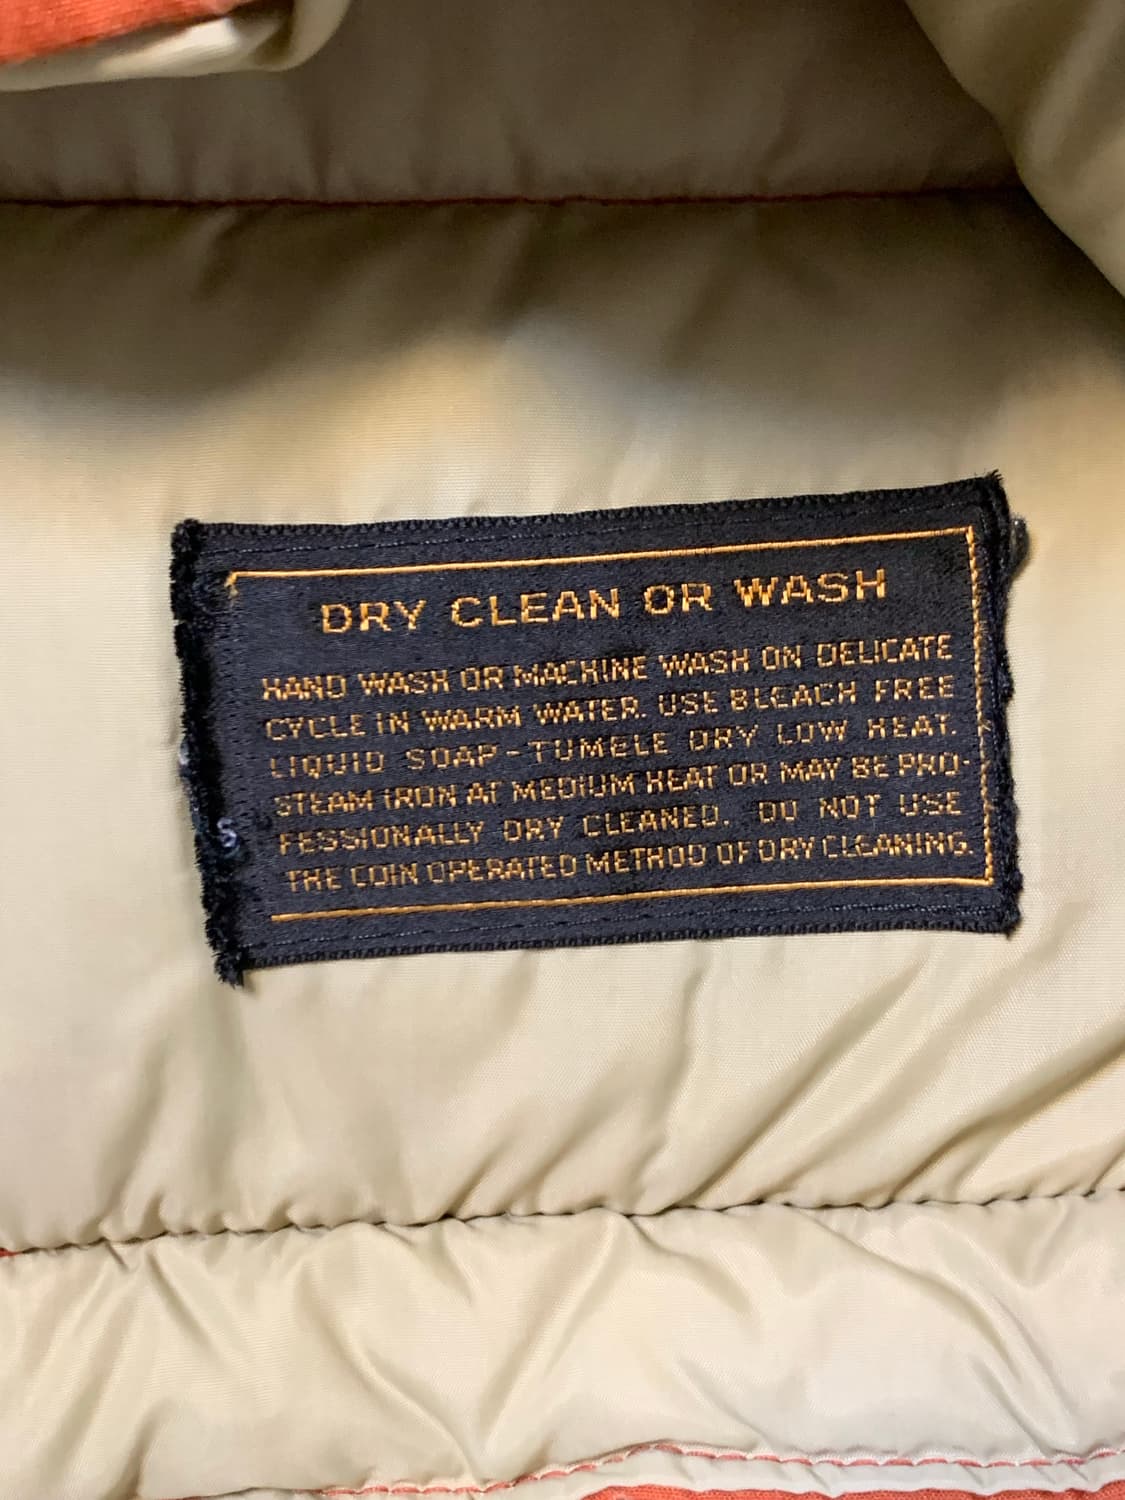 DRY CLEAN OR WASH
HAND WASH OR MACHINE WASH ON DELICATE
CYCLE IN WARM WATER. USE BLEACH FREE
LIQUID SOAP-TUMBLE DRY LOW HEAT.
STEAM IRON AT MEDIUM HEAT OR MAY BE PRO-
FESSIONALLY DRY CLEANED. DO NOT USE
THE COIN OPERATED METHOD OF DRY CLEANING.